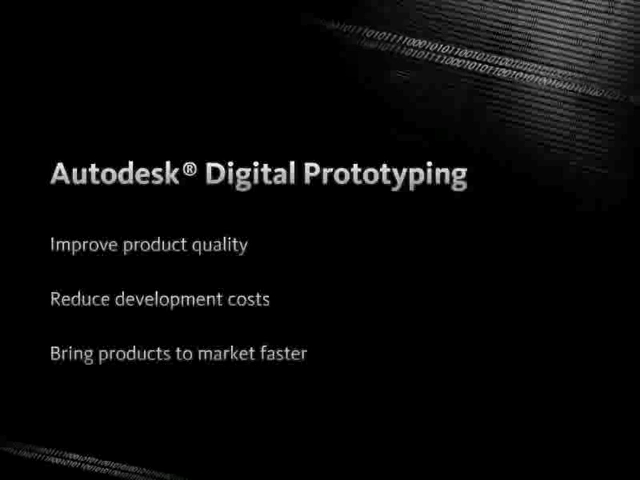 Autodesk® Digital Prototyping
Improve product quality
Reduce development costs
Bring products to market faster